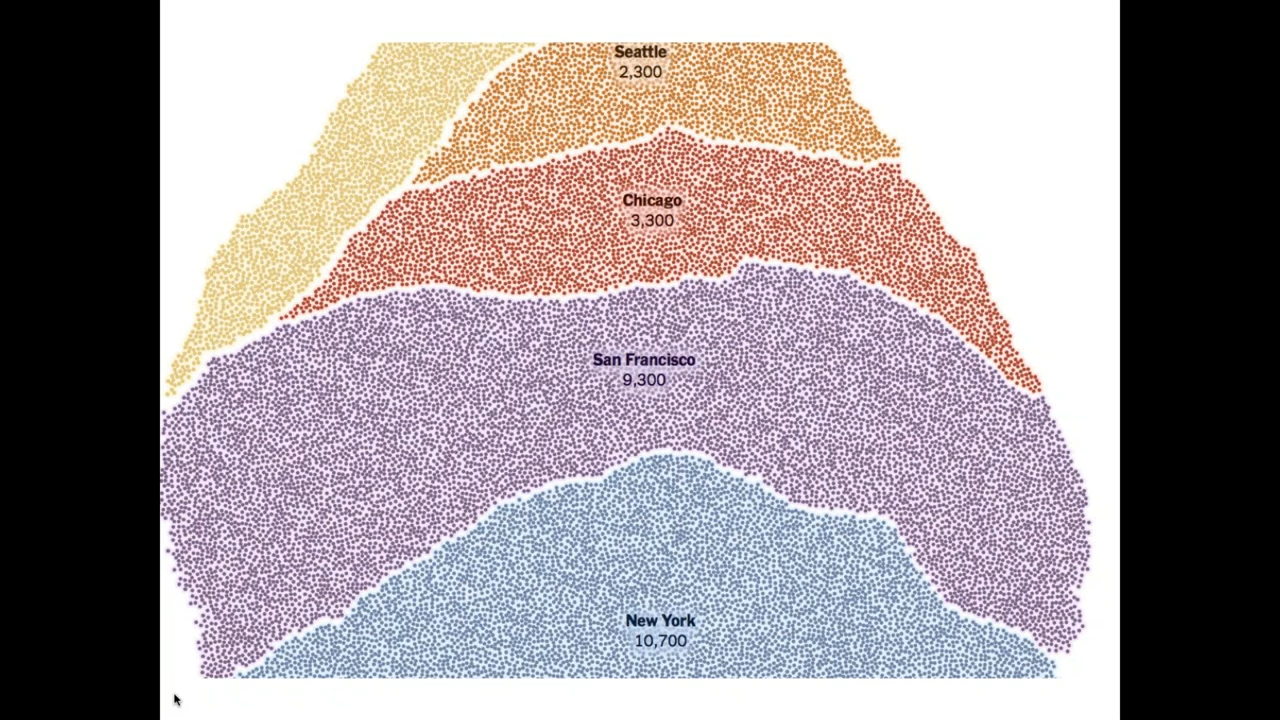 Seattle
2,300
Chicago
3,300
San Francisco
9,300
New York
10,700